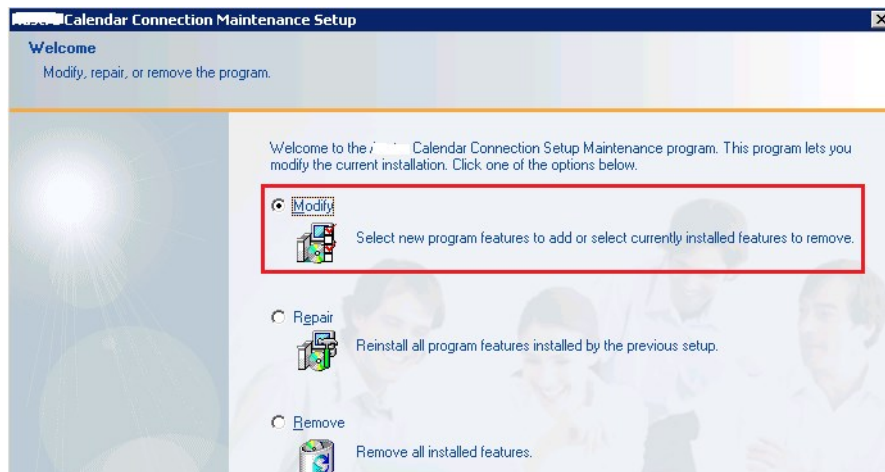 Calendar Connection Maintenance Setup
Welcome
Modify, repair, or remove the program.
Welcome to the Calendar Connection Setup Maintenance program. This program lets you
modify the current installation. Click one of the options below.
Modify
Select new program features to add or select currently installed features to remove.
Repair
Reinstall all program features installed by the previous setup.
Remove
Remove all installed features.